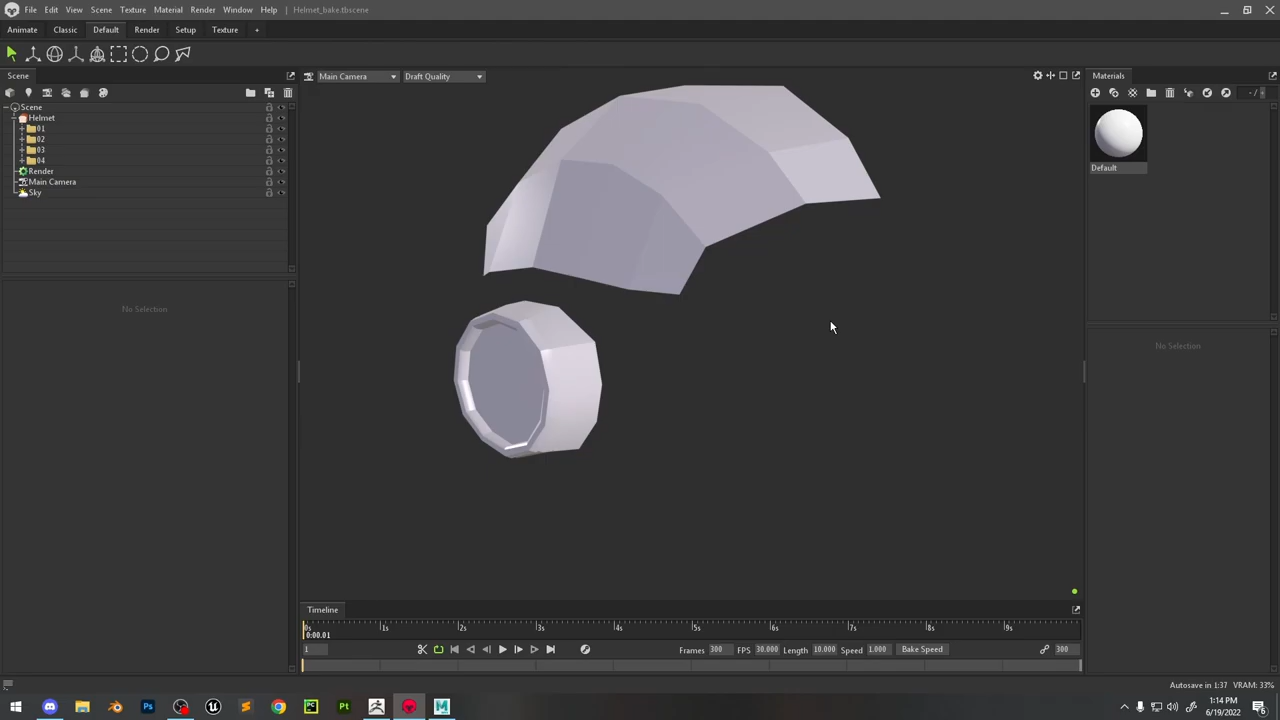 File Edit View Scene Texture Material Render Window Help Helmet_bake.tbscene
Animate Classic Default Render Setup Texture +
Scene
Main Camera Draft Quality
Materials
- /
Scene
Helmet
01
02
03
04
Render
Main Camera
Sky
Default
No Selection
No Selection
Timeline
0s 1s 2s 3s 4s 5s 6s 7s 8s 9s
0:00.01
1 Frames 300 FPS 30.000 Length 10.000 Speed 1.000 Bake Speed 300
Autosave in 1:37 VRAM: 33%
1:14 PM
6/19/2022